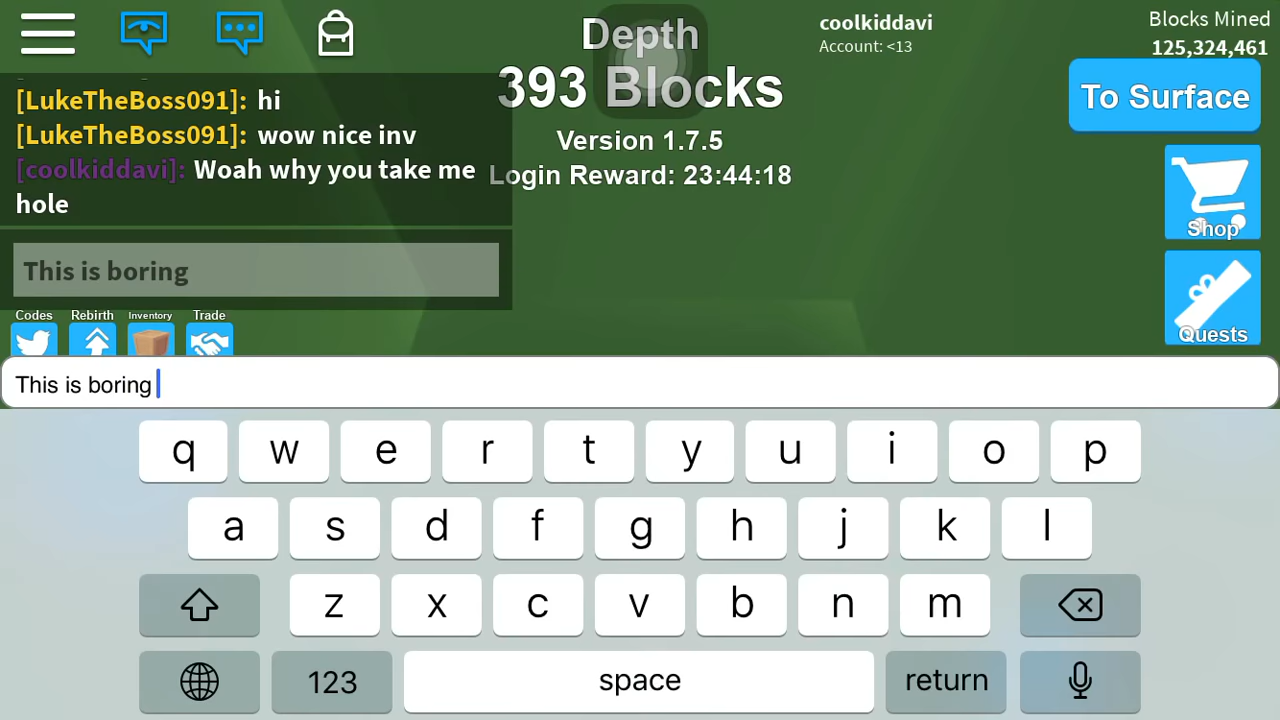 Depth
393 Blocks
Version 1.7.5
Login Reward: 23:44:18
coolkiddavi
Account: <13
Blocks Mined
125,324,461
To Surface
Shop
Quests
[LukeTheBoss091]: hi
[LukeTheBoss091]: wow nice inv
[coolkiddavi]: Woah why you take me
hole
This is boring
Codes Rebirth Inventory Trade
This is boring
q w e r t y u i o p
a s d f g h j k l
z x c v b n m
123 space return